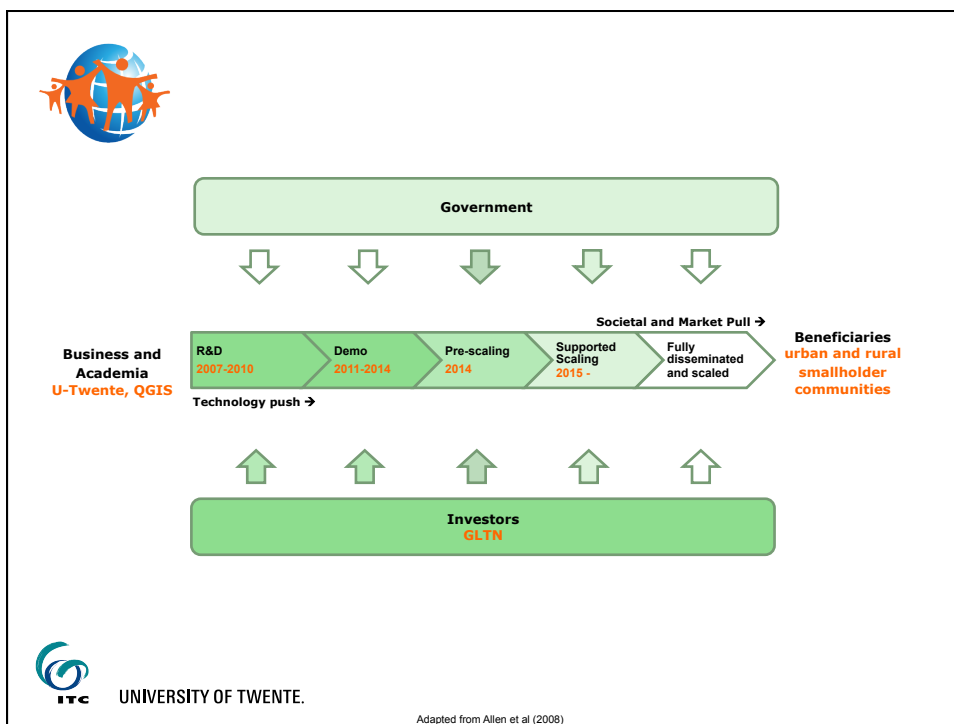 Government
Societal and Market Pull →
Business and
Academia
U-Twente, QGIS
R&D
2007-2010
Demo
2011-2014
Pre-scaling
2014
Supported
Scaling
2015 -
Fully
disseminated
and scaled
Beneficiaries
urban and rural
smallholder
communities
Technology push →
Investors
GLTN
ITC
UNIVERSITY OF TWENTE.
Adapted from Allen et al (2008)